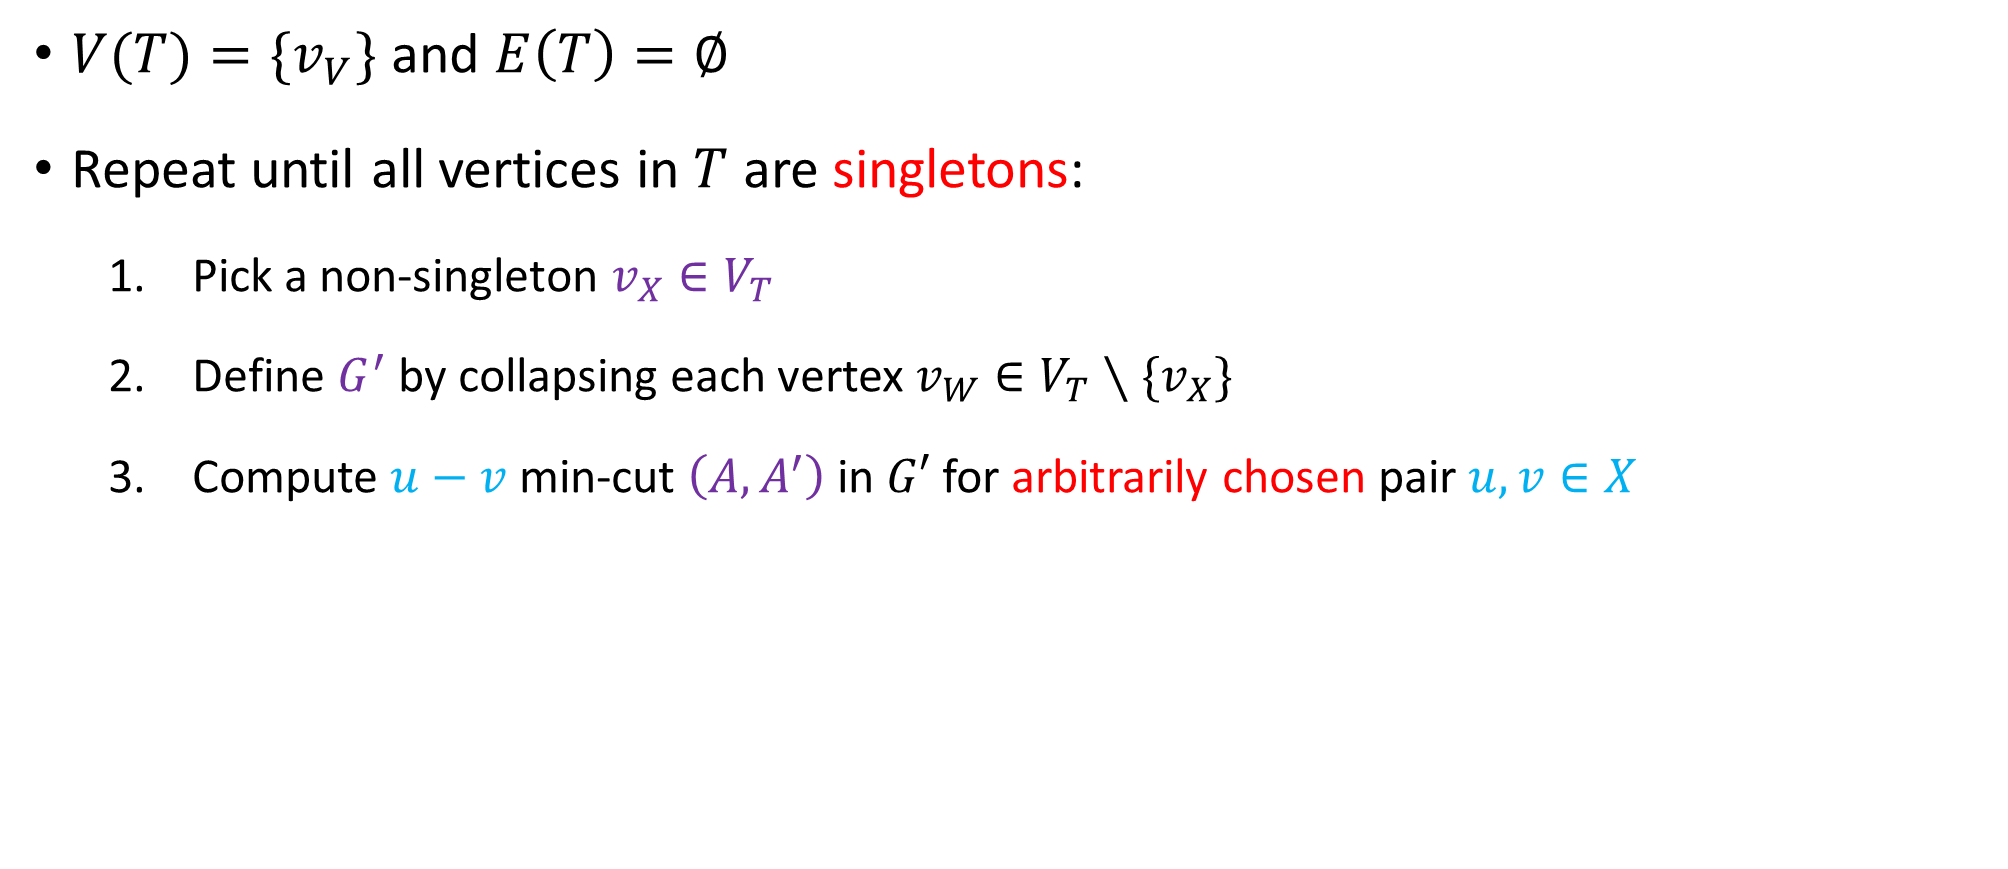 • V(T) = {v_V} and E(T) = ∅
• Repeat until all vertices in T are singletons:
1. Pick a non-singleton v_X ∈ V_T
2. Define G′ by collapsing each vertex v_W ∈ V_T \ {v_X}
3. Compute u − v min-cut (A, A′) in G′ for arbitrarily chosen pair u, v ∈ X